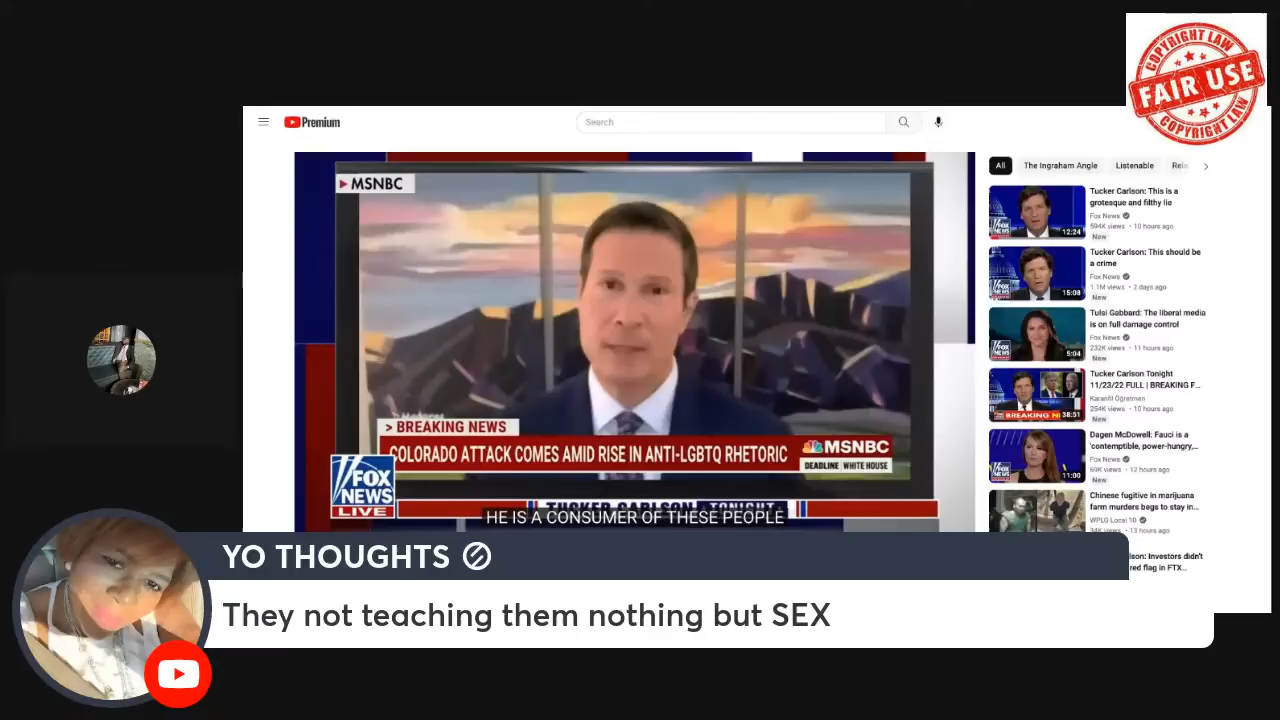 COPYRIGHT LAW
FAIR USE
COPYRIGHT LAW
Premium
Search
MSNBC
BREAKING NEWS
COLORADO ATTACK COMES AMID RISE IN ANTI-LGBTQ RHETORIC
MSNBC
DEADLINE | WHITE HOUSE
FOX
NEWS
LIVE
TUCKER CARLSON TONIGHT
HE IS A CONSUMER OF THESE PEOPLE
All
The Ingraham Angle
Listenable
Rela
Tucker Carlson: This is a
grotesque and filthy lie
Fox News
594K views • 10 hours ago
New
12:24
Tucker Carlson: This should be
a crime
Fox News
1.1M views • 2 days ago
New
15:08
Tulsi Gabbard: The liberal media
is on full damage control
Fox News
232K views • 11 hours ago
New
5:04
Tucker Carlson Tonight
11/23/22 FULL | BREAKING F...
Karanfil Öğretmen
254K views • 10 hours ago
New
BREAKING N
38:51
Dagen McDowell: Fauci is a
'contemptible, power-hungry,...
Fox News
69K views • 12 hours ago
New
11:00
Chinese fugitive in marijuana
farm murders begs to stay in...
WPLG Local 10
34K views • 13 hours ago
lson: Investors didn't
red flag in FTX...
YO THOUGHTS
They not teaching them nothing but SEX